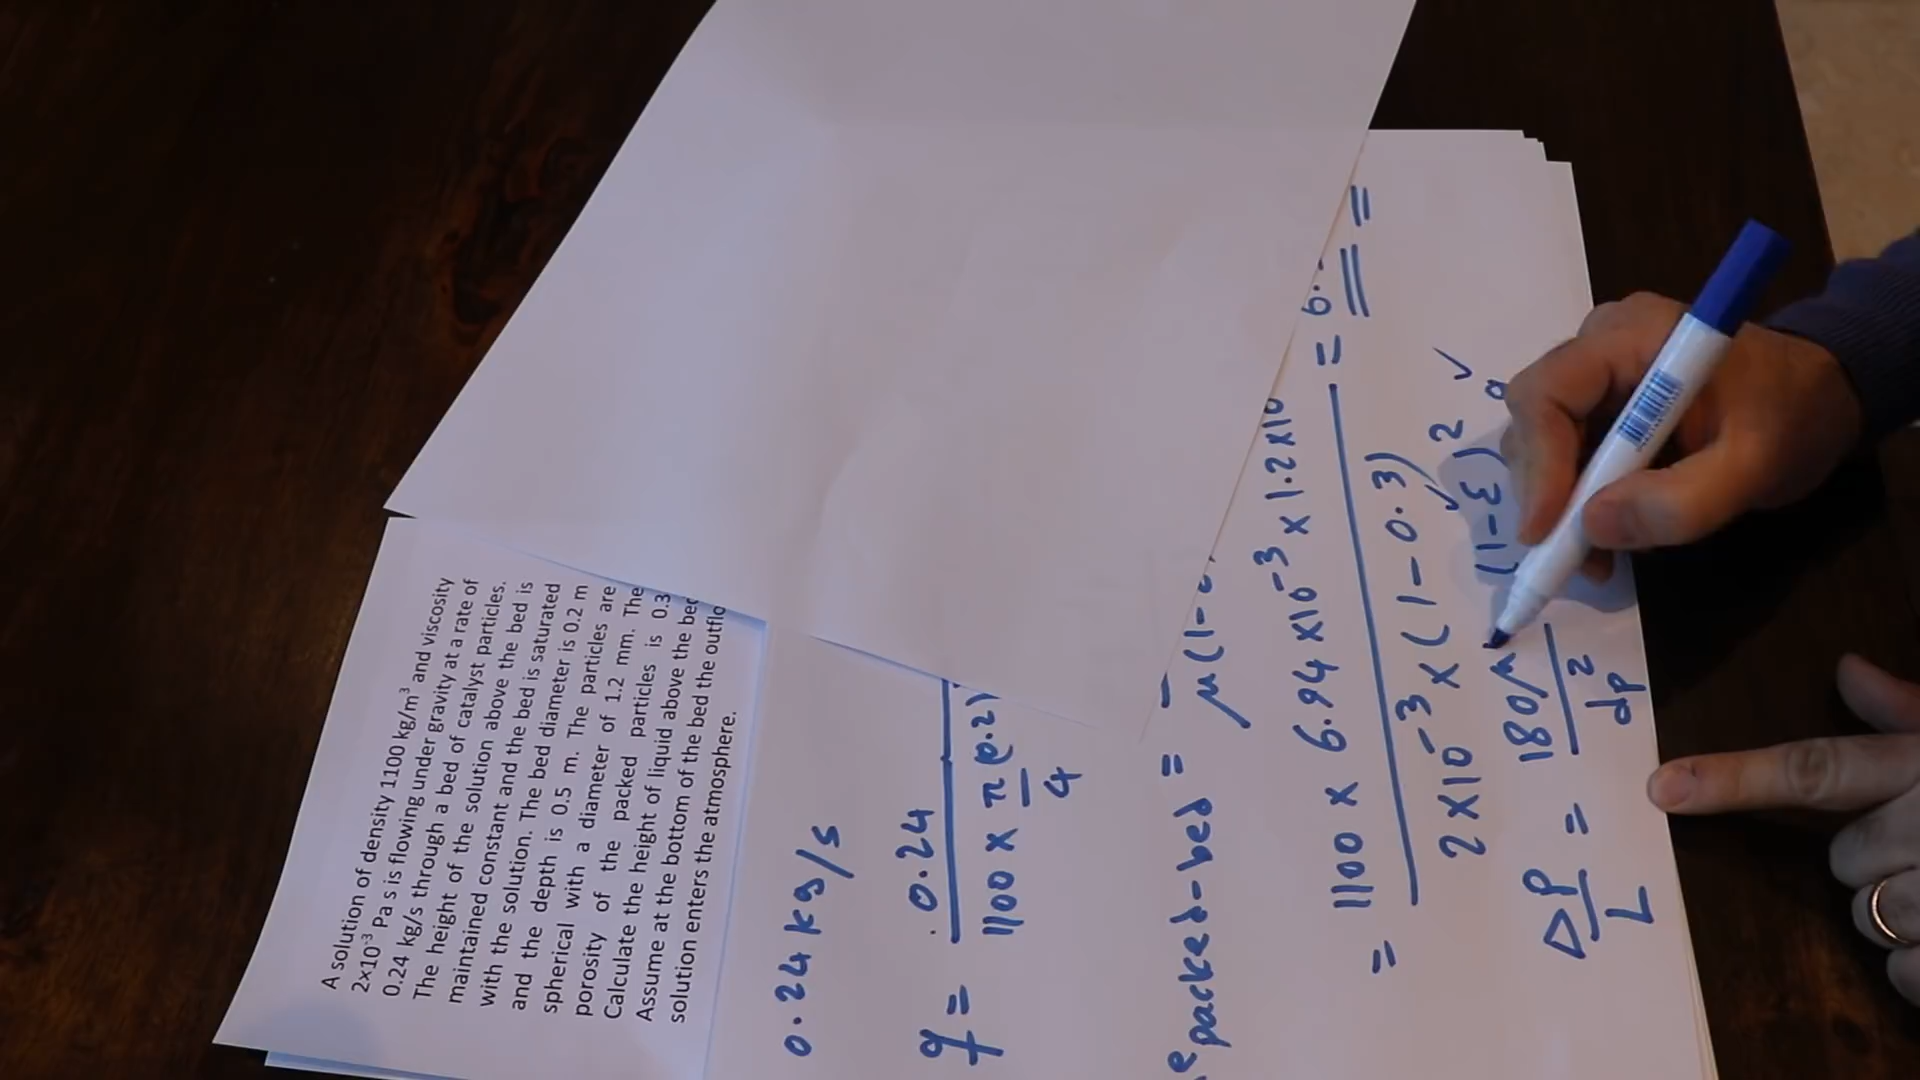 A solution of density 1100 kg/m³ and viscosity
2×10⁻³ Pa s is flowing under gravity at a rate of
0.24 kg/s through a bed of catalyst particles.
The height of the solution above the bed is
maintained constant and the bed is saturated
with the solution. The bed diameter is 0.2 m
and the depth is 0.5 m. The particles are
spherical with a diameter of 1.2 mm. The
porosity of the packed particles is 0.3
Calculate the height of liquid above the bed
Assume at the bottom of the bed the outflo
solution enters the atmosphere.
0.24 kg/s
q = 0.24
1100 x π (0.2)
4
e packed-bed =
μ(1-
= 1100 x 6.94 x10⁻³ x 1.2 x10 = 6.
2 x10⁻³ x (1-0.3)
ΔP = 180μ (1-ε)² q
L dp²